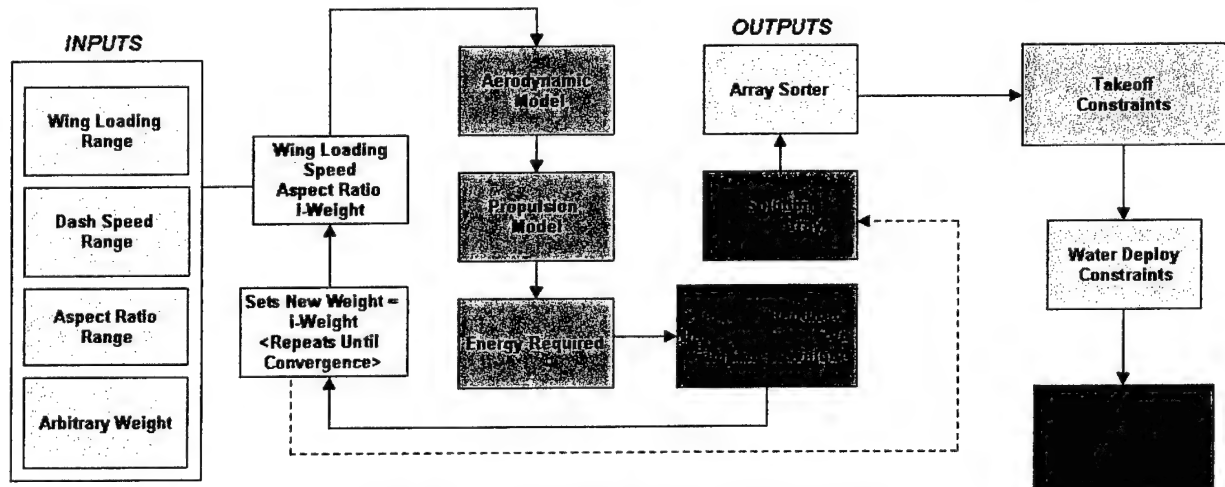 INPUTS
Wing Loading
Range
Dash Speed
Range
Aspect Ratio
Range
Arbitrary Weight
Wing Loading
Speed
Aspect Ratio
i-Weight
Sets New Weight =
i-Weight
<Repeats Until
Convergence>
Aerodynamic
Model
Propulsion
Model
Energy Required
OUTPUTS
Array Sorter
Solution
Takeoff
Constraints
Water Deploy
Constraints